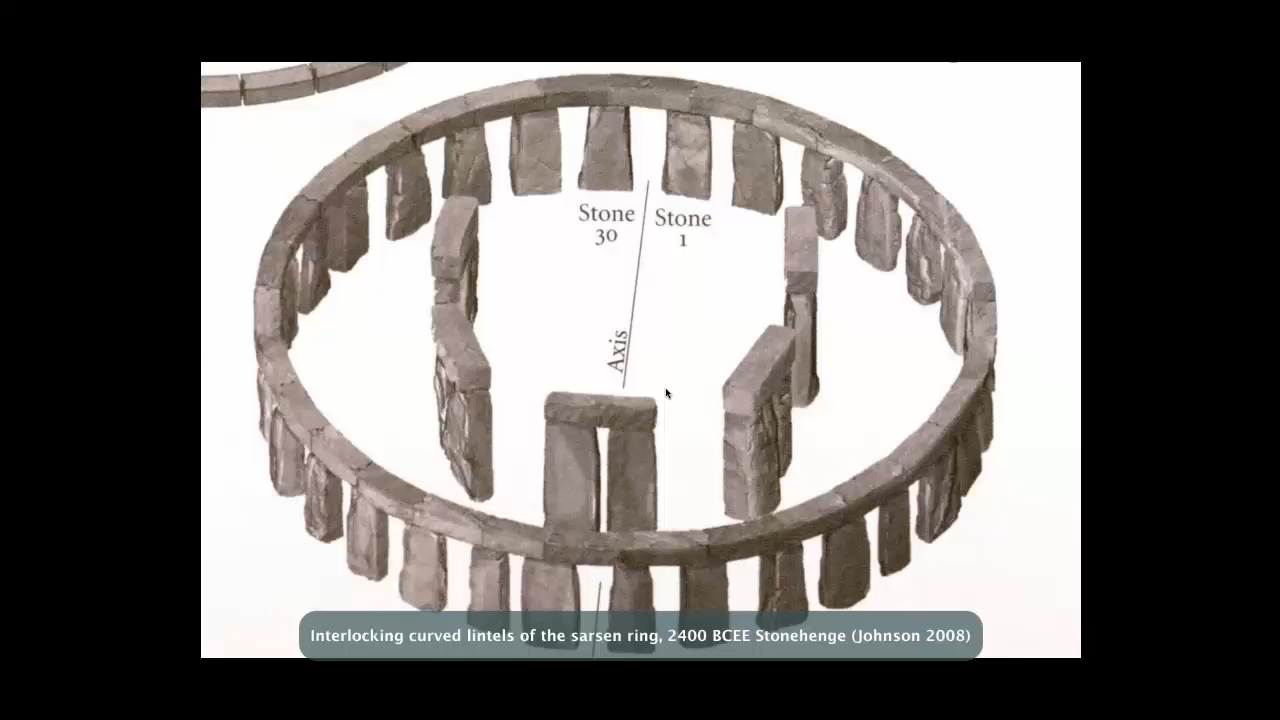 Stone Stone
30 1
Axis
Interlocking curved lintels of the sarsen ring, 2400 BCEE Stonehenge (Johnson 2008)